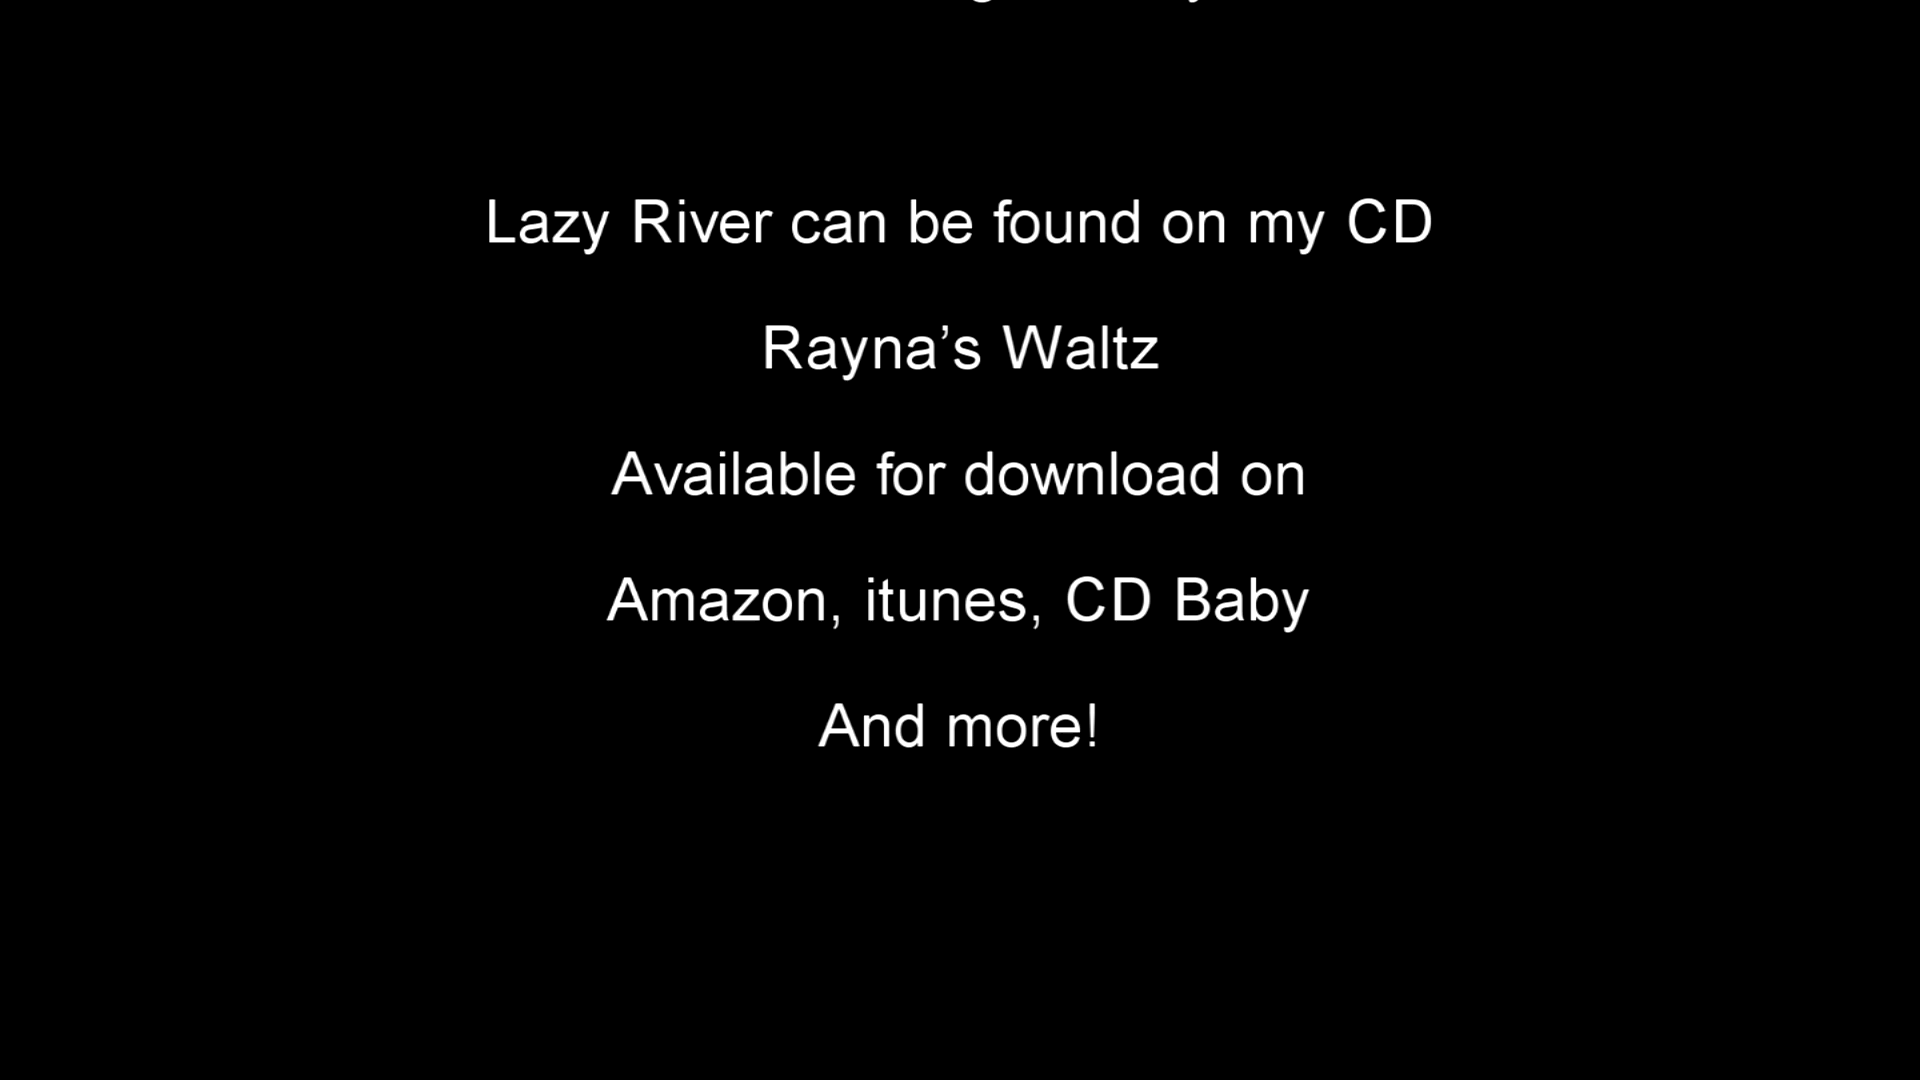 Lazy River can be found on my CD
Rayna’s Waltz
Available for download on
Amazon, itunes, CD Baby
And more!